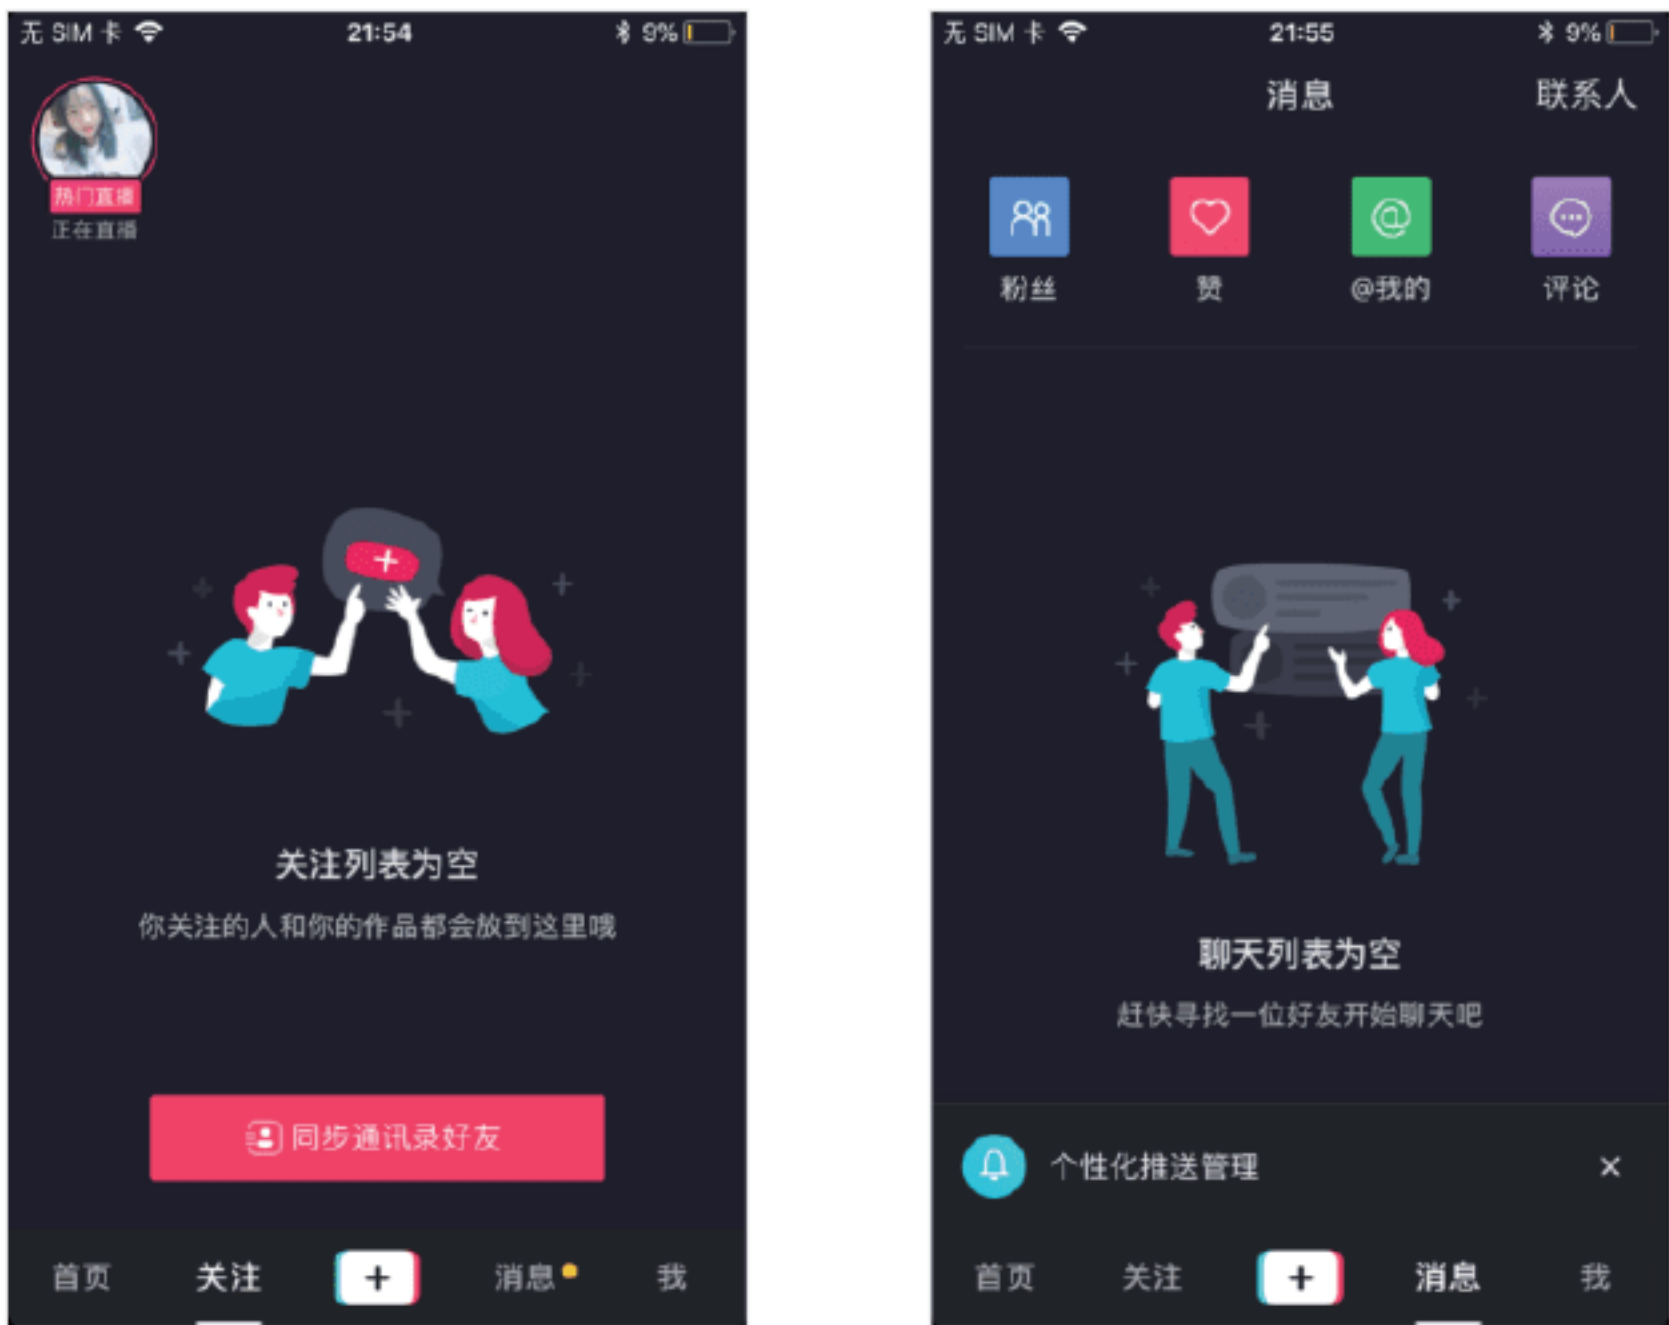 无 SIM 卡 21:54 9%
热门直播
正在直播
关注列表为空
你关注的人和你的作品都会放到这里哦
同步通讯录好友
首页 关注 消息 我
无 SIM 卡 21:55 9%
消息 联系人
粉丝 赞 @我的 评论
聊天列表为空
赶快寻找一位好友开始聊天吧
个性化推送管理
首页 关注 消息 我